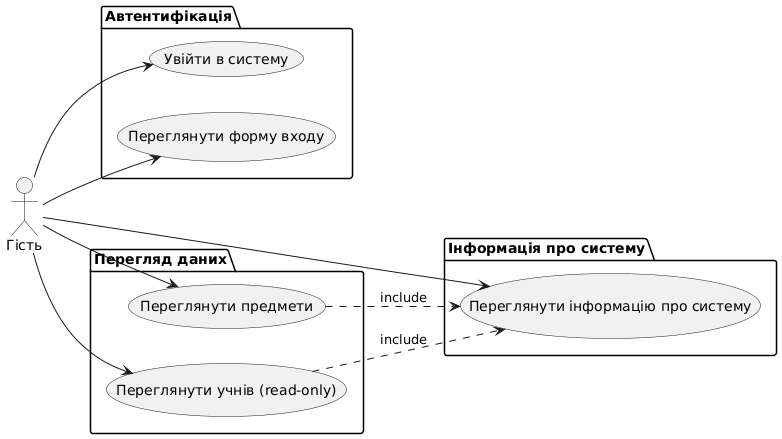 Автентифікація
Увійти в систему
Переглянути форму входу
Гість
Перегляд даних
Переглянути предмети
Переглянути учнів (read-only)
include
include
Інформація про систему
Переглянути інформацію про систему